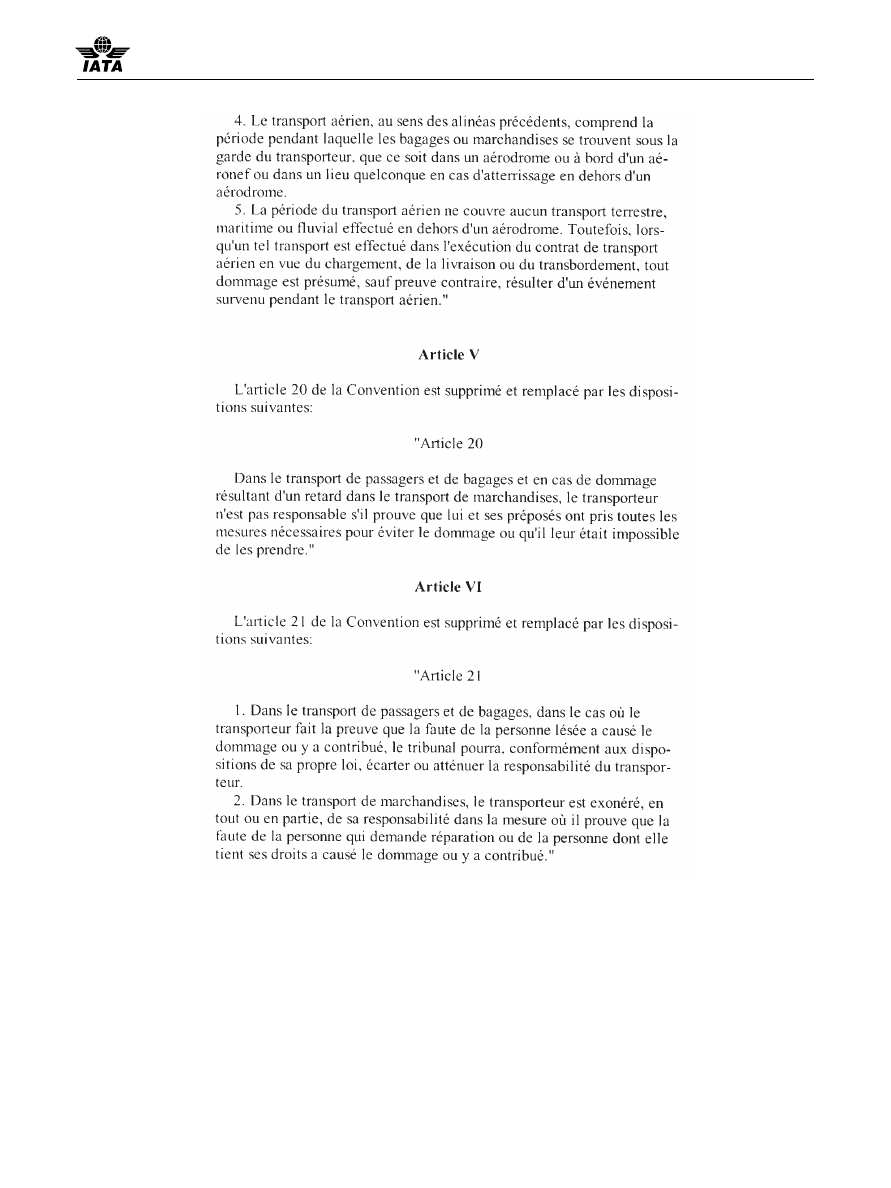 IATA
4. Le transport aérien, au sens des alinéas précédents, comprend la
période pendant laquelle les bagages ou marchandises se trouvent sous la
garde du transporteur, que ce soit dans un aérodrome ou à bord d'un aé-
ronef ou dans un lieu quelconque en cas d'atterrissage en dehors d'un
aérodrome.
5. La période du transport aérien ne couvre aucun transport terrestre,
maritime ou fluvial effectué en dehors d'un aérodrome. Toutefois, lors-
qu'un tel transport est effectué dans l'exécution du contrat de transport
aérien en vue du chargement, de la livraison ou du transbordement, tout
dommage est présumé, sauf preuve contraire, résulter d'un événement
survenu pendant le transport aérien."
Article V
L'article 20 de la Convention est supprimé et remplacé par les disposi-
tions suivantes:
"Article 20
Dans le transport de passagers et de bagages et en cas de dommage
résultant d'un retard dans le transport de marchandises, le transporteur
n'est pas responsable s'il prouve que lui et ses préposés ont pris toutes les
mesures nécessaires pour éviter le dommage ou qu'il leur était impossible
de les prendre."
Article VI
L'article 21 de la Convention est supprimé et remplacé par les disposi-
tions suivantes:
"Article 21
1. Dans le transport de passagers et de bagages, dans le cas où le
transporteur fait la preuve que la faute de la personne lésée a causé le
dommage ou y a contribué, le tribunal pourra, conformément aux dispo-
sitions de sa propre loi, écarter ou atténuer la responsabilité du transpor-
teur.
2. Dans le transport de marchandises, le transporteur est exonéré, en
tout ou en partie, de sa responsabilité dans la mesure où il prouve que la
faute de la personne qui demande réparation ou de la personne dont elle
tient ses droits a causé le dommage ou y a contribué."